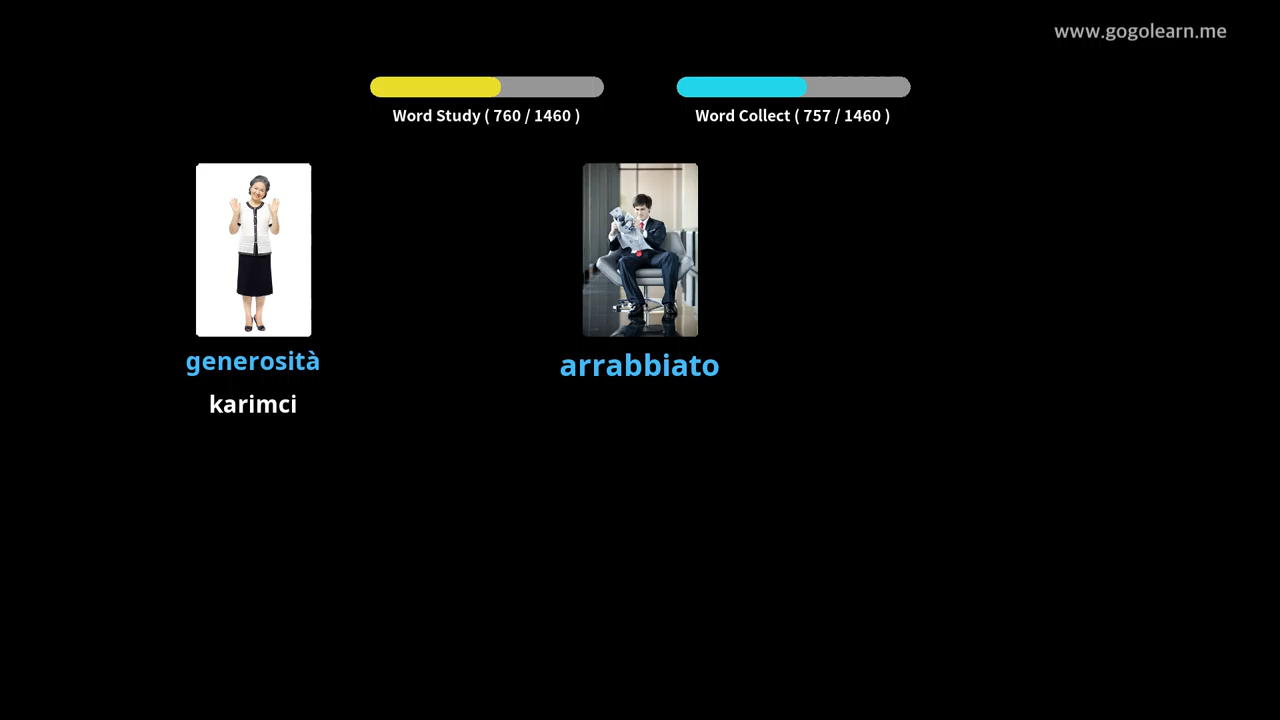 www.gogolearn.me
Word Study ( 760 / 1460 )
Word Collect ( 757 / 1460 )
generosità
arrabbiato
karimci